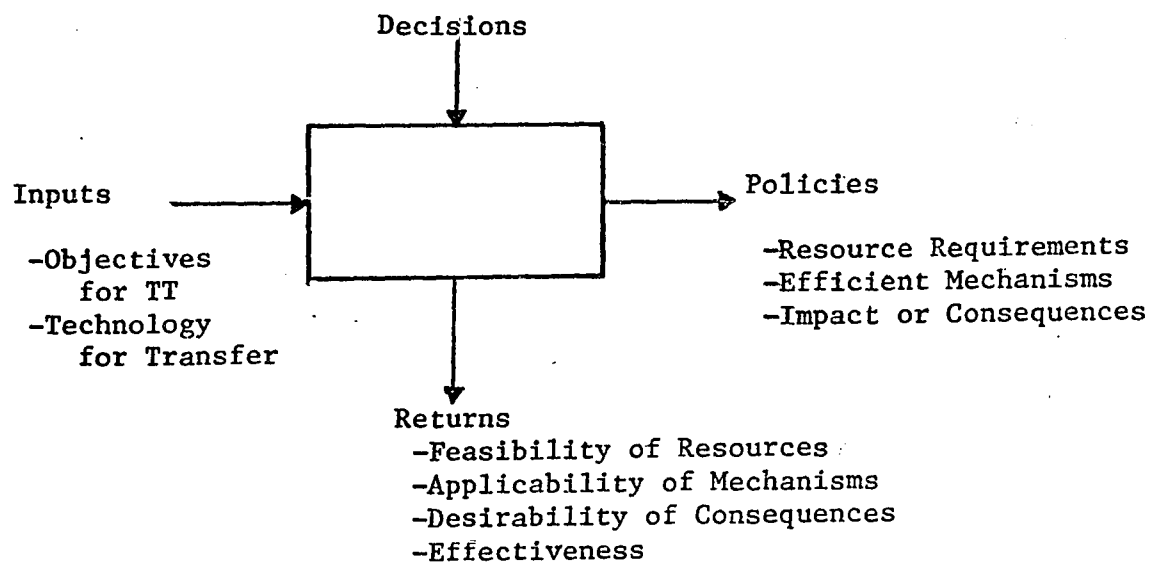 Decisions
Inputs
-Objectives
for TT
-Technology
for Transfer
Policies
-Resource Requirements
-Efficient Mechanisms
-Impact or Consequences
Returns
-Feasibility of Resources
-Applicability of Mechanisms
-Desirability of Consequences
-Effectiveness